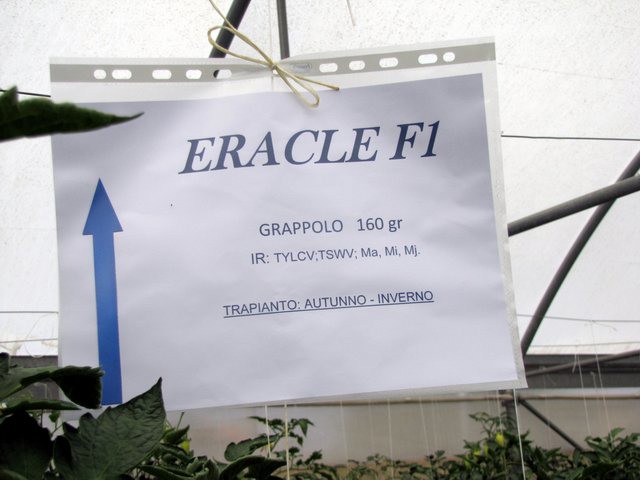 ERACLE F1
GRAPPOLO 160 gr
IR: TYLCV;TSWV; Ma, Mi, Mj.
TRAPIANTO: AUTUNNO - INVERNO